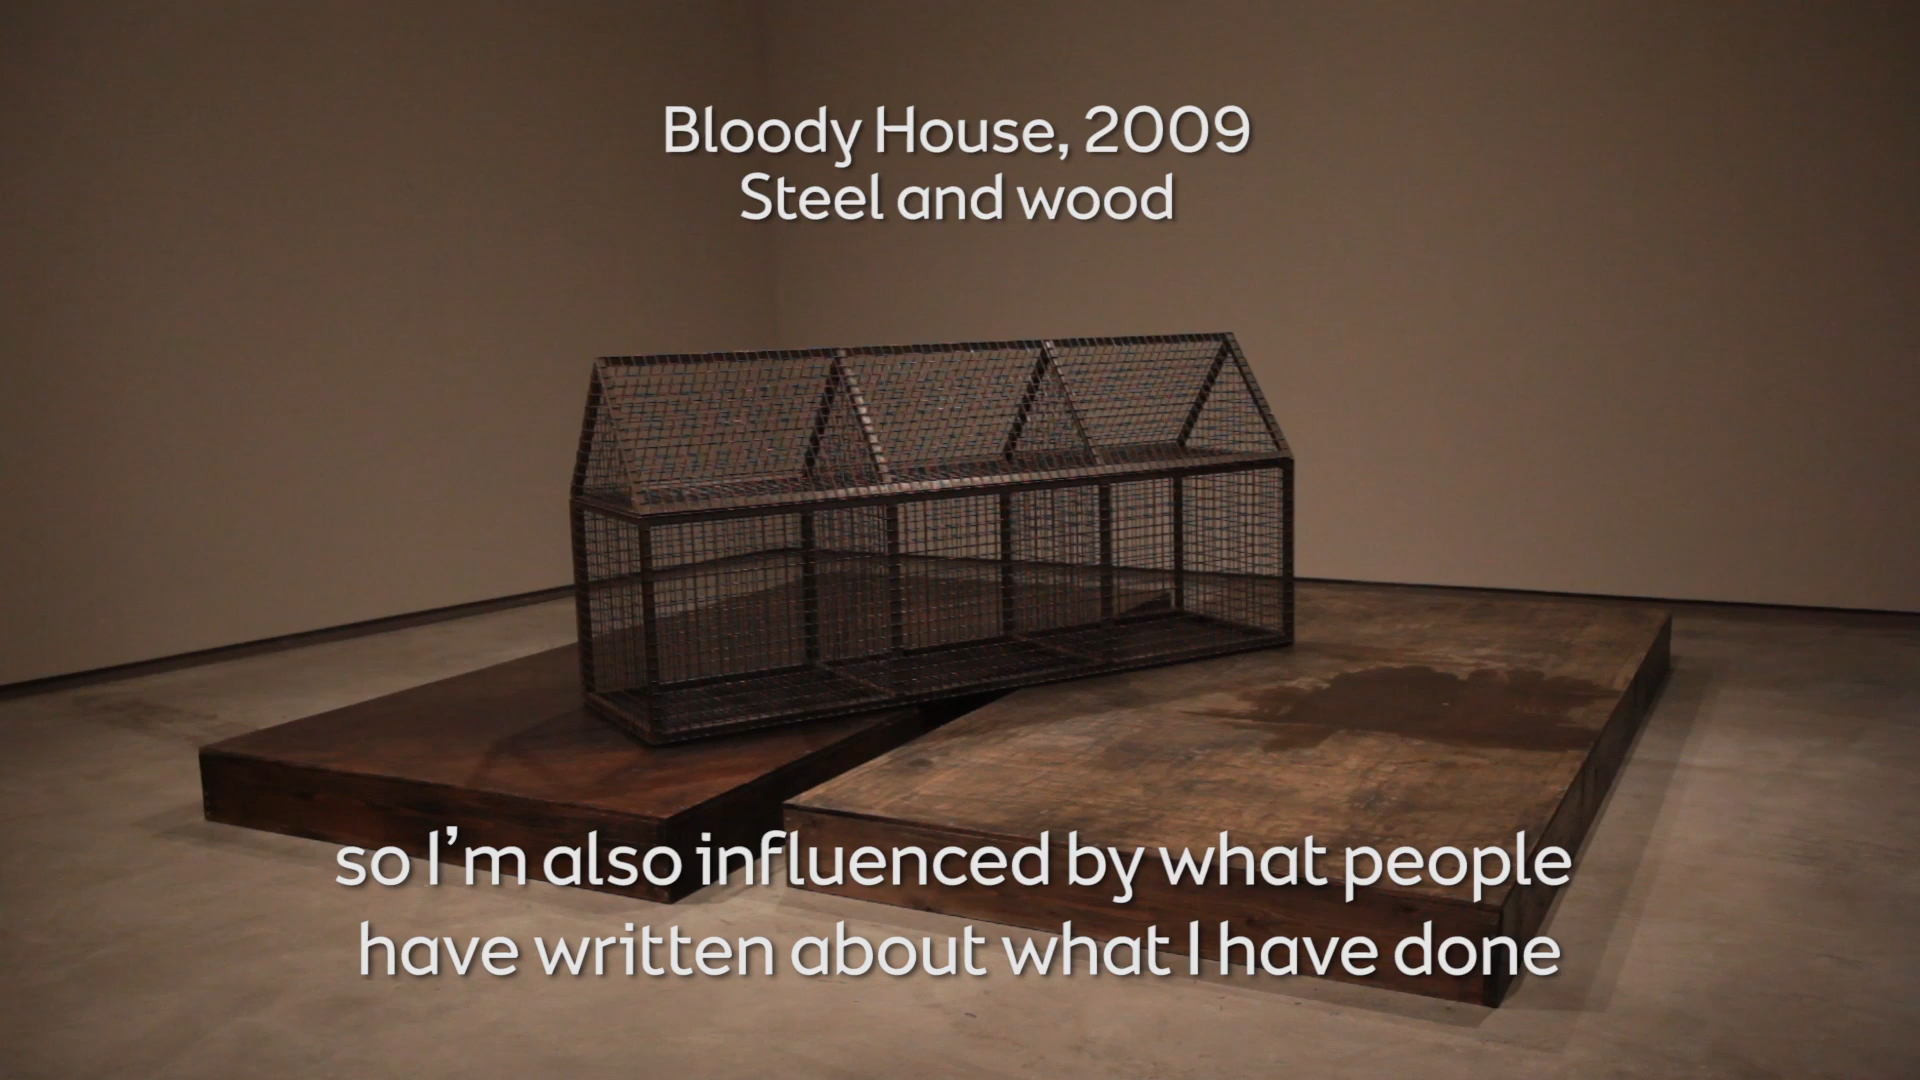 Bloody House, 2009
Steel and wood
so I'm also influenced by what people
have written about what I have done